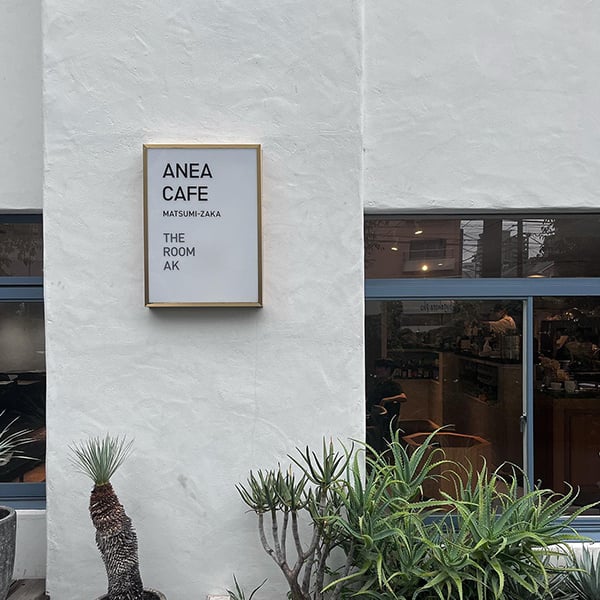 ANEA
CAFE
MATSUMI-ZAKA
THE
ROOM
AK